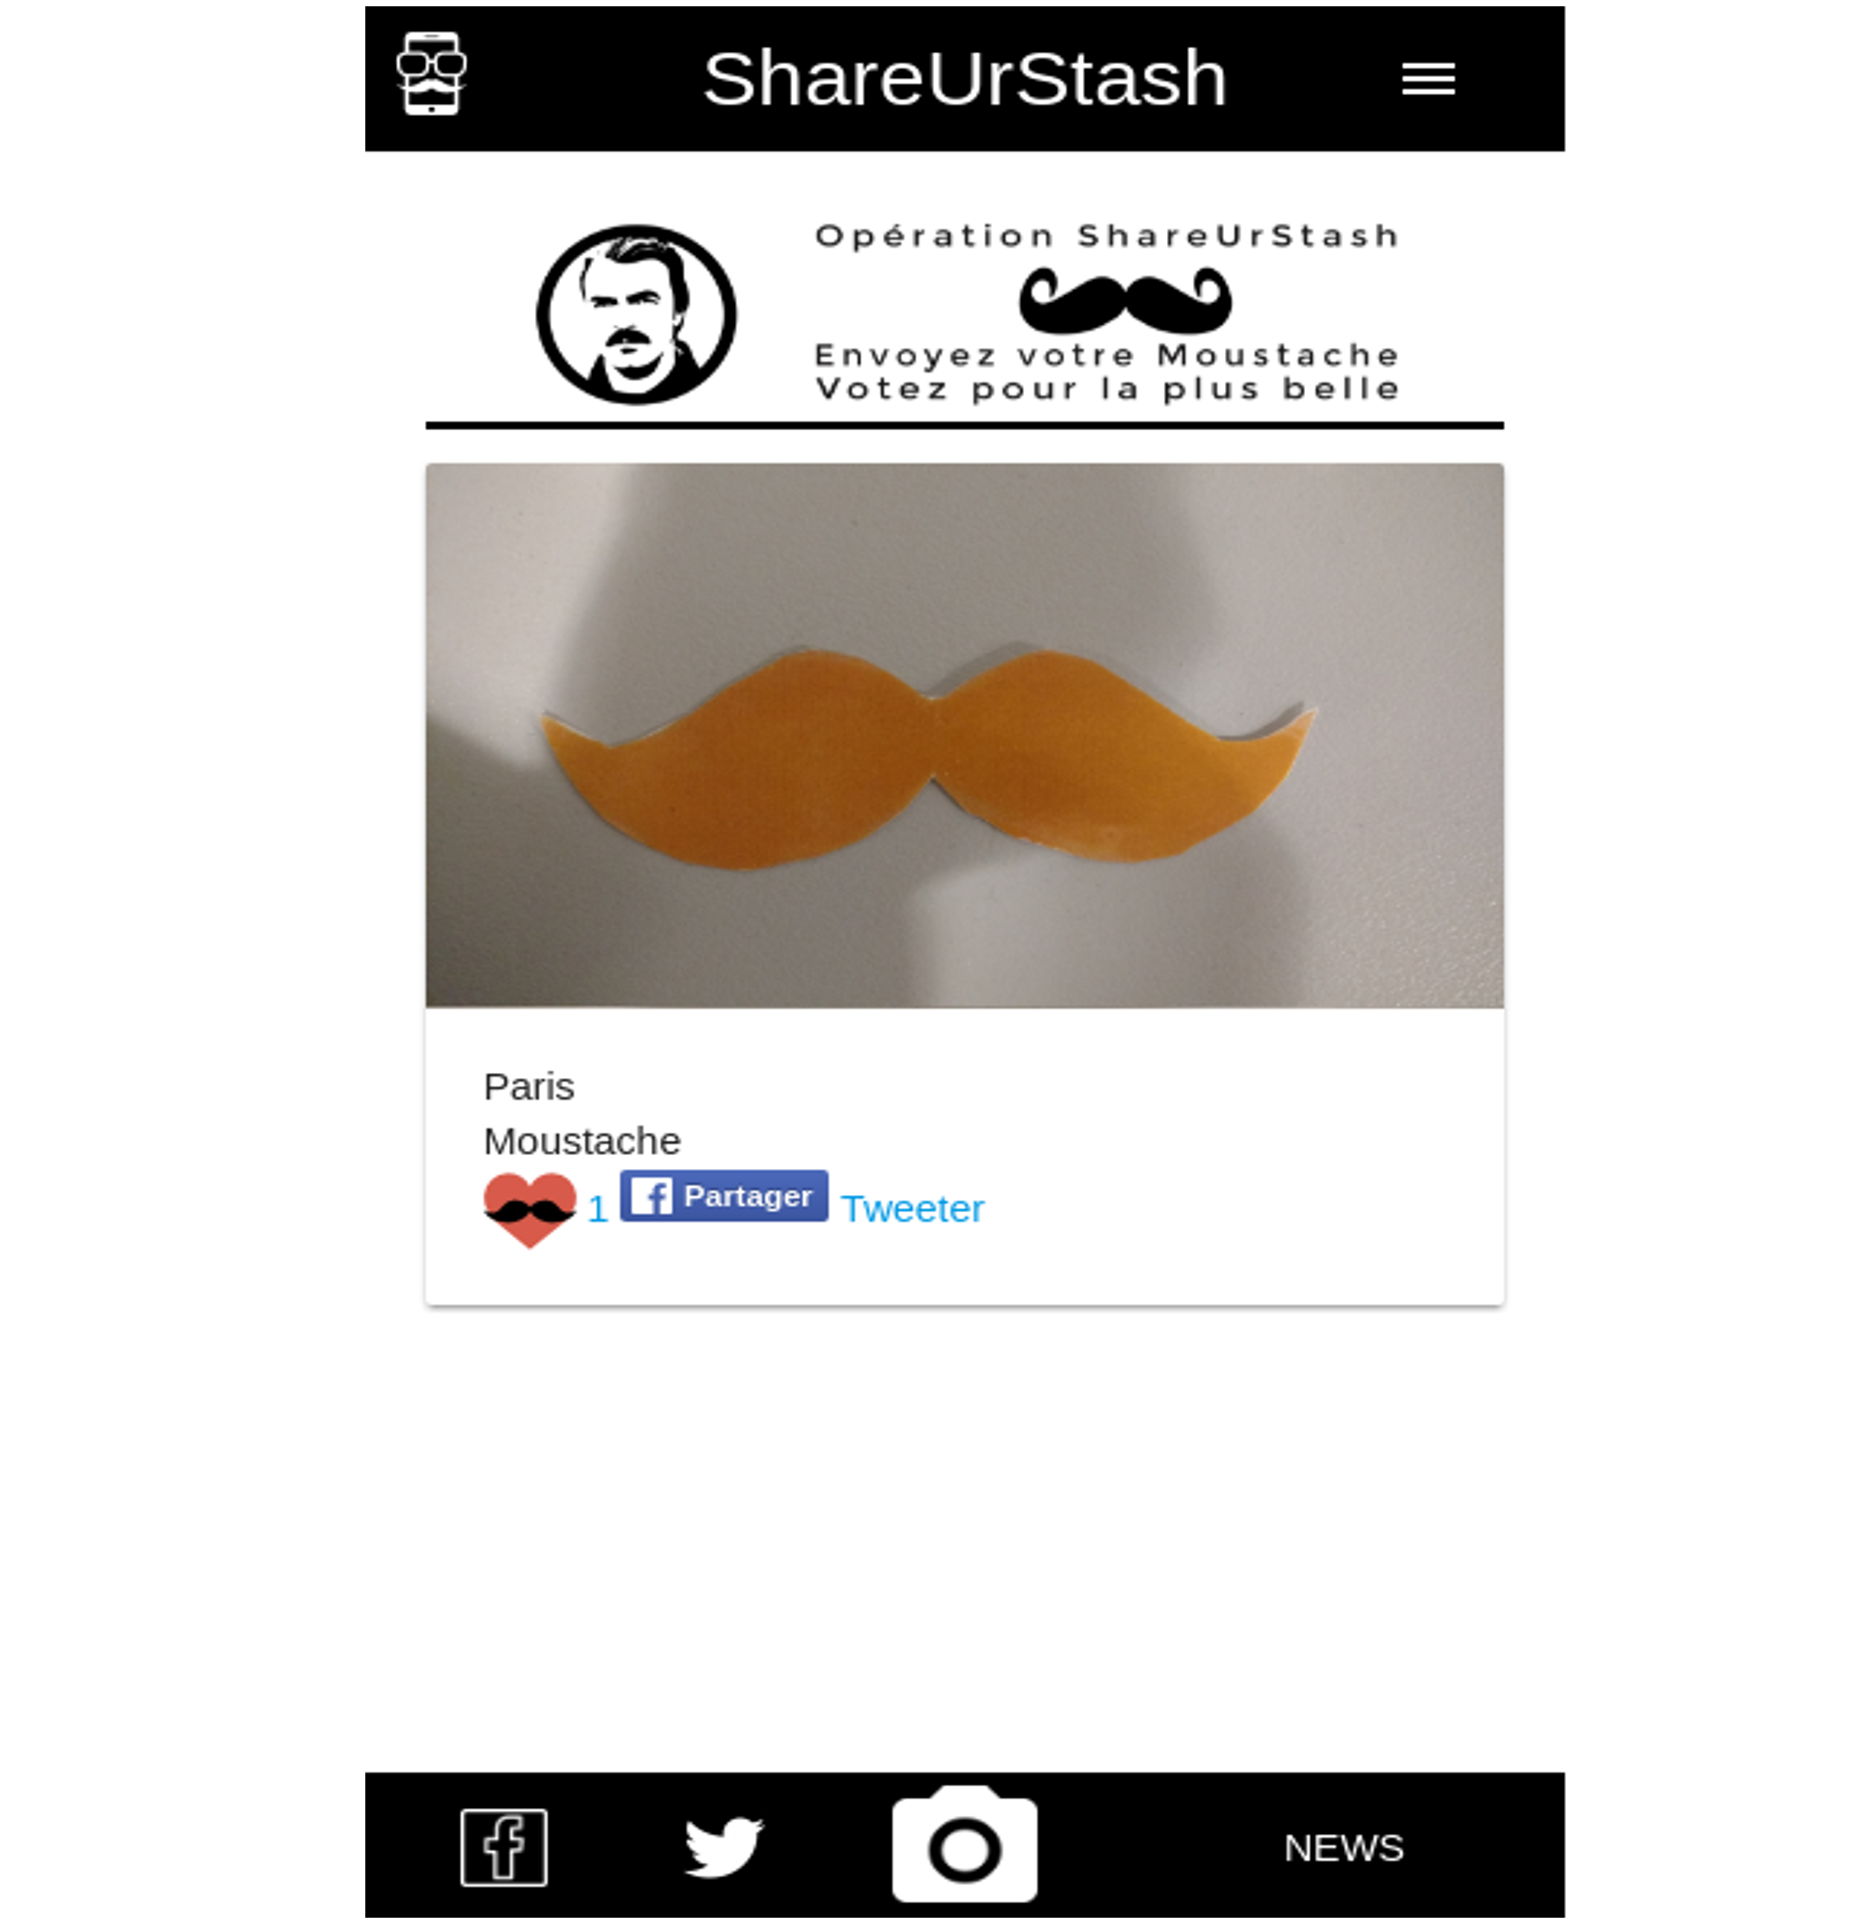 ShareUrStash
Opération ShareUrStash
Envoyez votre Moustache
Votez pour la plus belle
Paris
Moustache
1 Partager Tweeter
NEWS